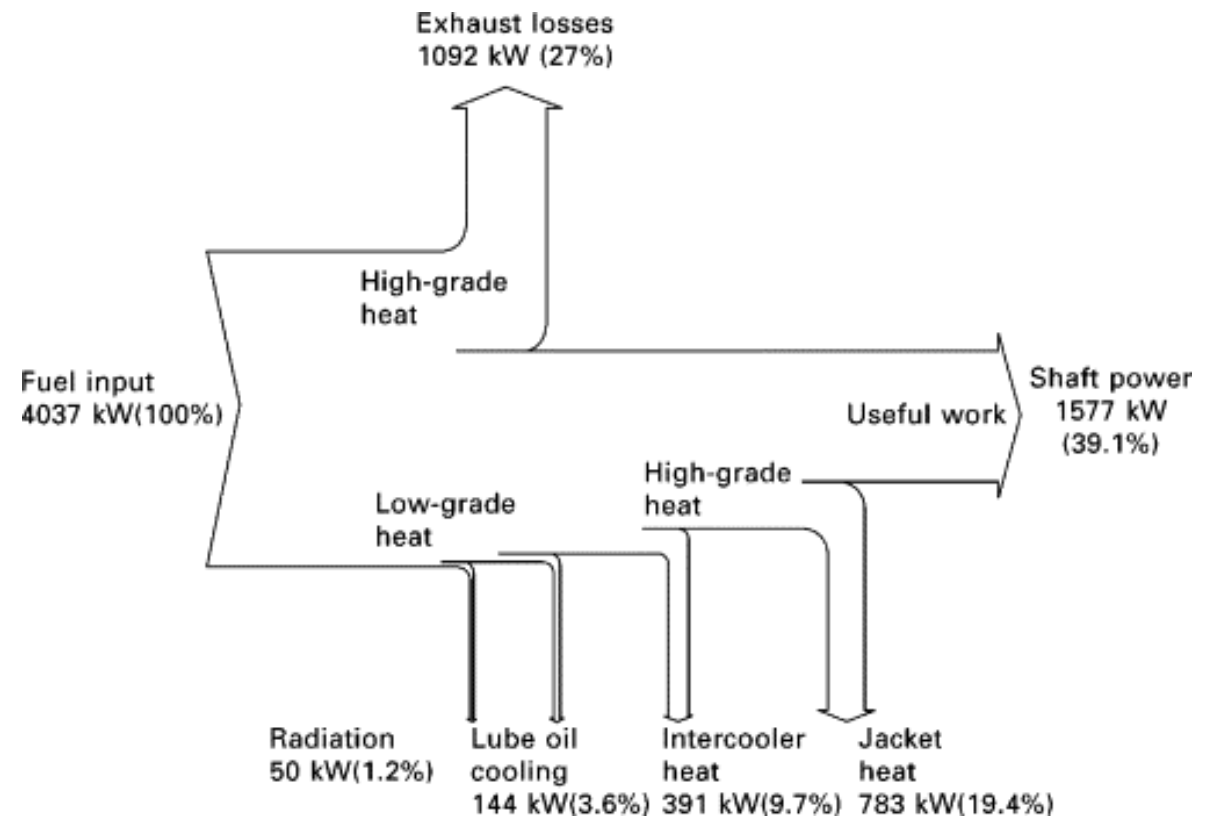 Exhaust losses
1092 kW (27%)
High-grade
heat
Fuel input
4037 kW(100%)
Shaft power
1577 kW
(39.1%)
Useful work
High-grade
heat
Low-grade
heat
Radiation
50 kW(1.2%)
Lube oil
cooling
144 kW(3.6%)
Intercooler
heat
391 kW(9.7%)
Jacket
heat
783 kW(19.4%)